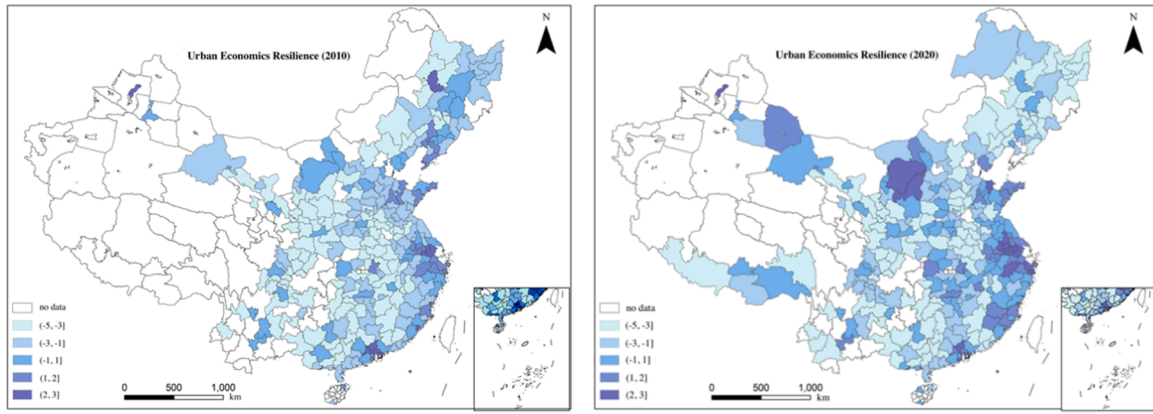 N
Urban Economics Resilience (2010)
no data
(-5, -3]
(-3, -1]
(-1, 1]
(1, 2]
(2, 3]
0 500 1,000
km
N
Urban Economics Resilience (2020)
no data
(-5, -3]
(-3, -1]
(-1, 1]
(1, 2]
(2, 3]
0 500 1,000
km